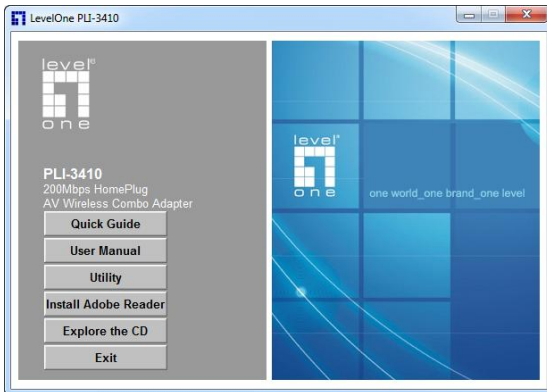 LevelOne PLI-3410
level®
one
PLI-3410
200Mbps HomePlug
AV Wireless Combo Adapter
Quick Guide
User Manual
Utility
Install Adobe Reader
Explore the CD
Exit
level®
one
one world_one brand_one level